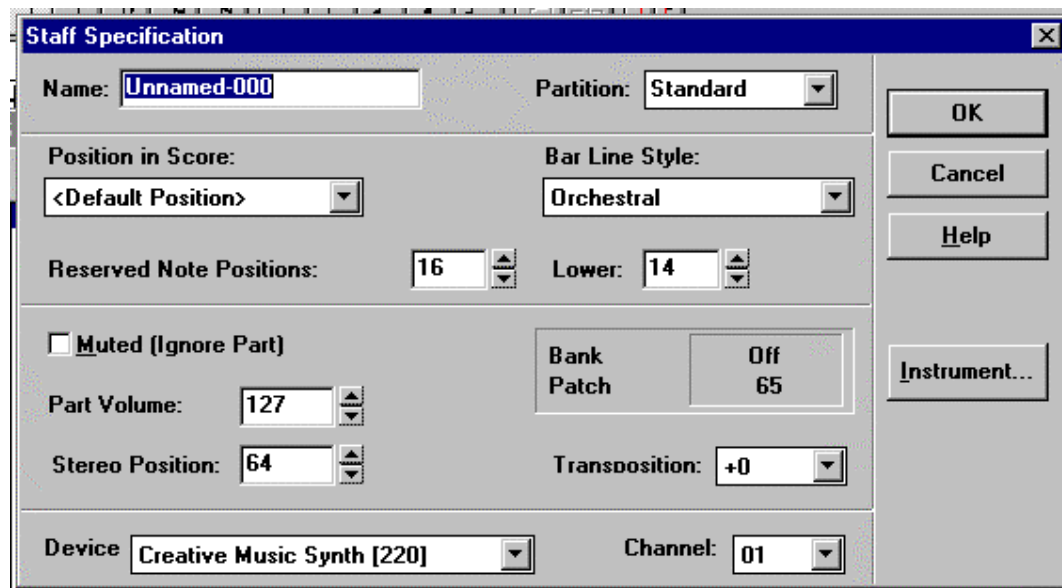 Staff Specification
Name: Unnamed-000 Partition: Standard
OK
Position in Score: Bar Line Style:
Cancel
<Default Position> Orchestral
Help
Reserved Note Positions: 16 Lower: 14
Muted (Ignore Part)
Bank Off
Patch 65
Instrument...
Part Volume: 127
Stereo Position: 64 Transposition: +0
Device Creative Music Synth [220] Channel: 01